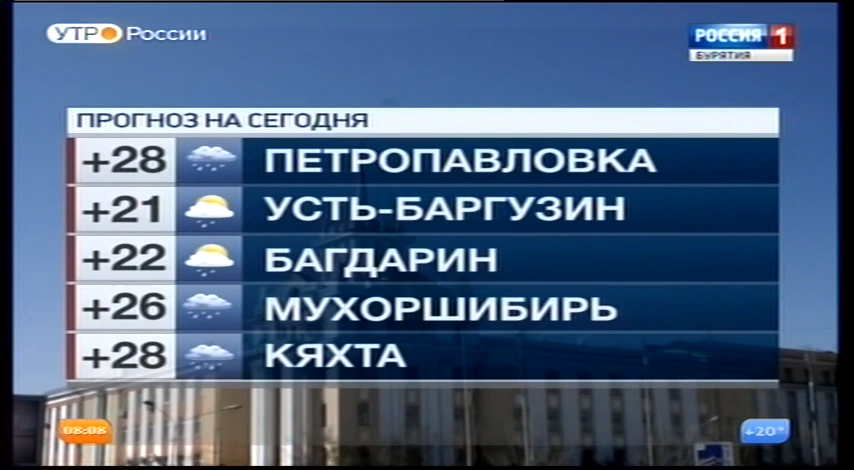 УТРО России
РОССИЯ 1
БУРЯТИЯ
ПРОГНОЗ НА СЕГОДНЯ
+28 ПЕТРОПАВЛОВКА
+21 УСТЬ-БАРГУЗИН
+22 БАГДАРИН
+26 МУХОРШИБИРЬ
+28 КЯХТА
08:08
+20°